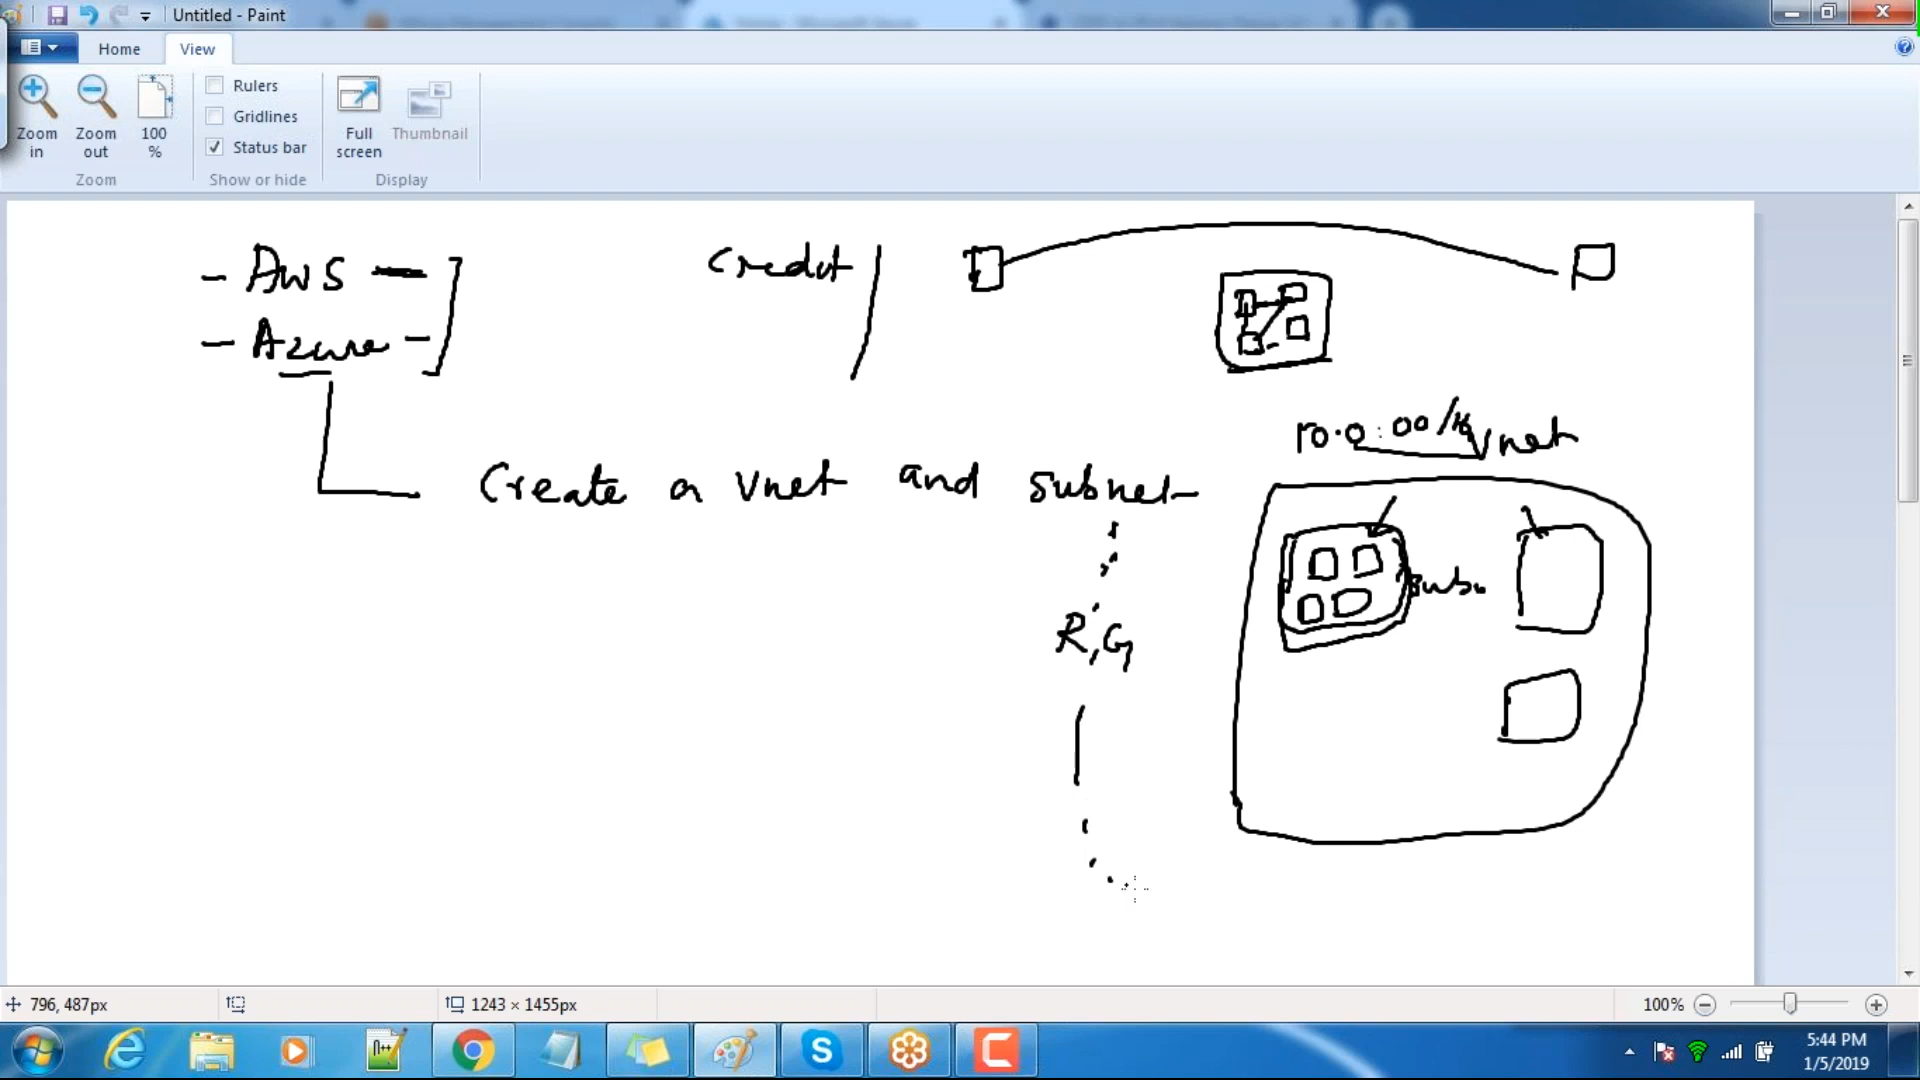 Untitled - Paint
Home
View
Zoom in
Zoom out
100 %
Rulers
Gridlines
Status bar
Full screen
Thumbnail
Zoom
Show or hide
Display
- AWS -
- Azure -
Credit
10.0.00/16 Vnet
Create a Vnet and subnet
subn
R,G
796, 487px
1243 × 1455px
100%
5:44 PM
1/5/2019